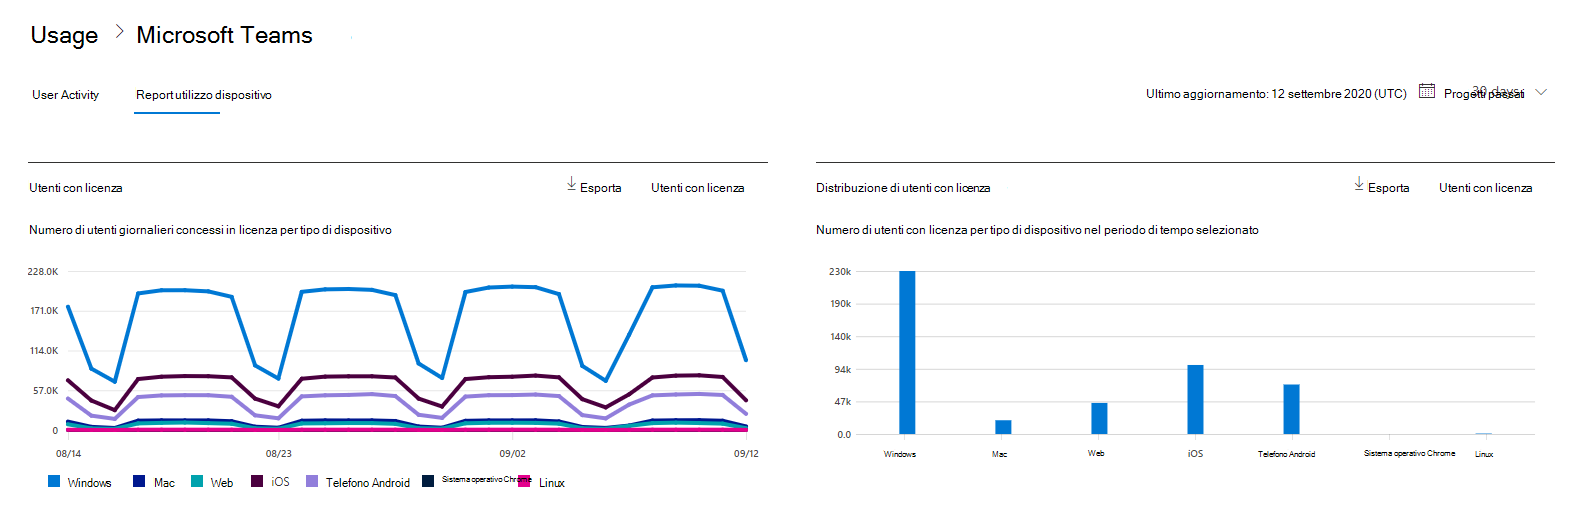 Usage > Microsoft Teams
User Activity
Report utilizzo dispositivo
Ultimo aggiornamento: 12 settembre 2020 (UTC)
Progetti passati
30 days
Utenti con licenza
Esporta
Utenti con licenza
Numero di utenti giornalieri concessi in licenza per tipo di dispositivo
228.0K
171.0K
114.0K
57.0K
0
08/14
08/23
09/02
09/12
Windows
Mac
Web
iOS
Telefono Android
Sistema operativo Chrome
Linux
Distribuzione di utenti con licenza
Esporta
Utenti con licenza
Numero di utenti con licenza per tipo di dispositivo nel periodo di tempo selezionato
230k
190k
140k
94k
47k
0.0
Windows
Mac
Web
iOS
Telefono Android
Sistema operativo Chrome
Linux